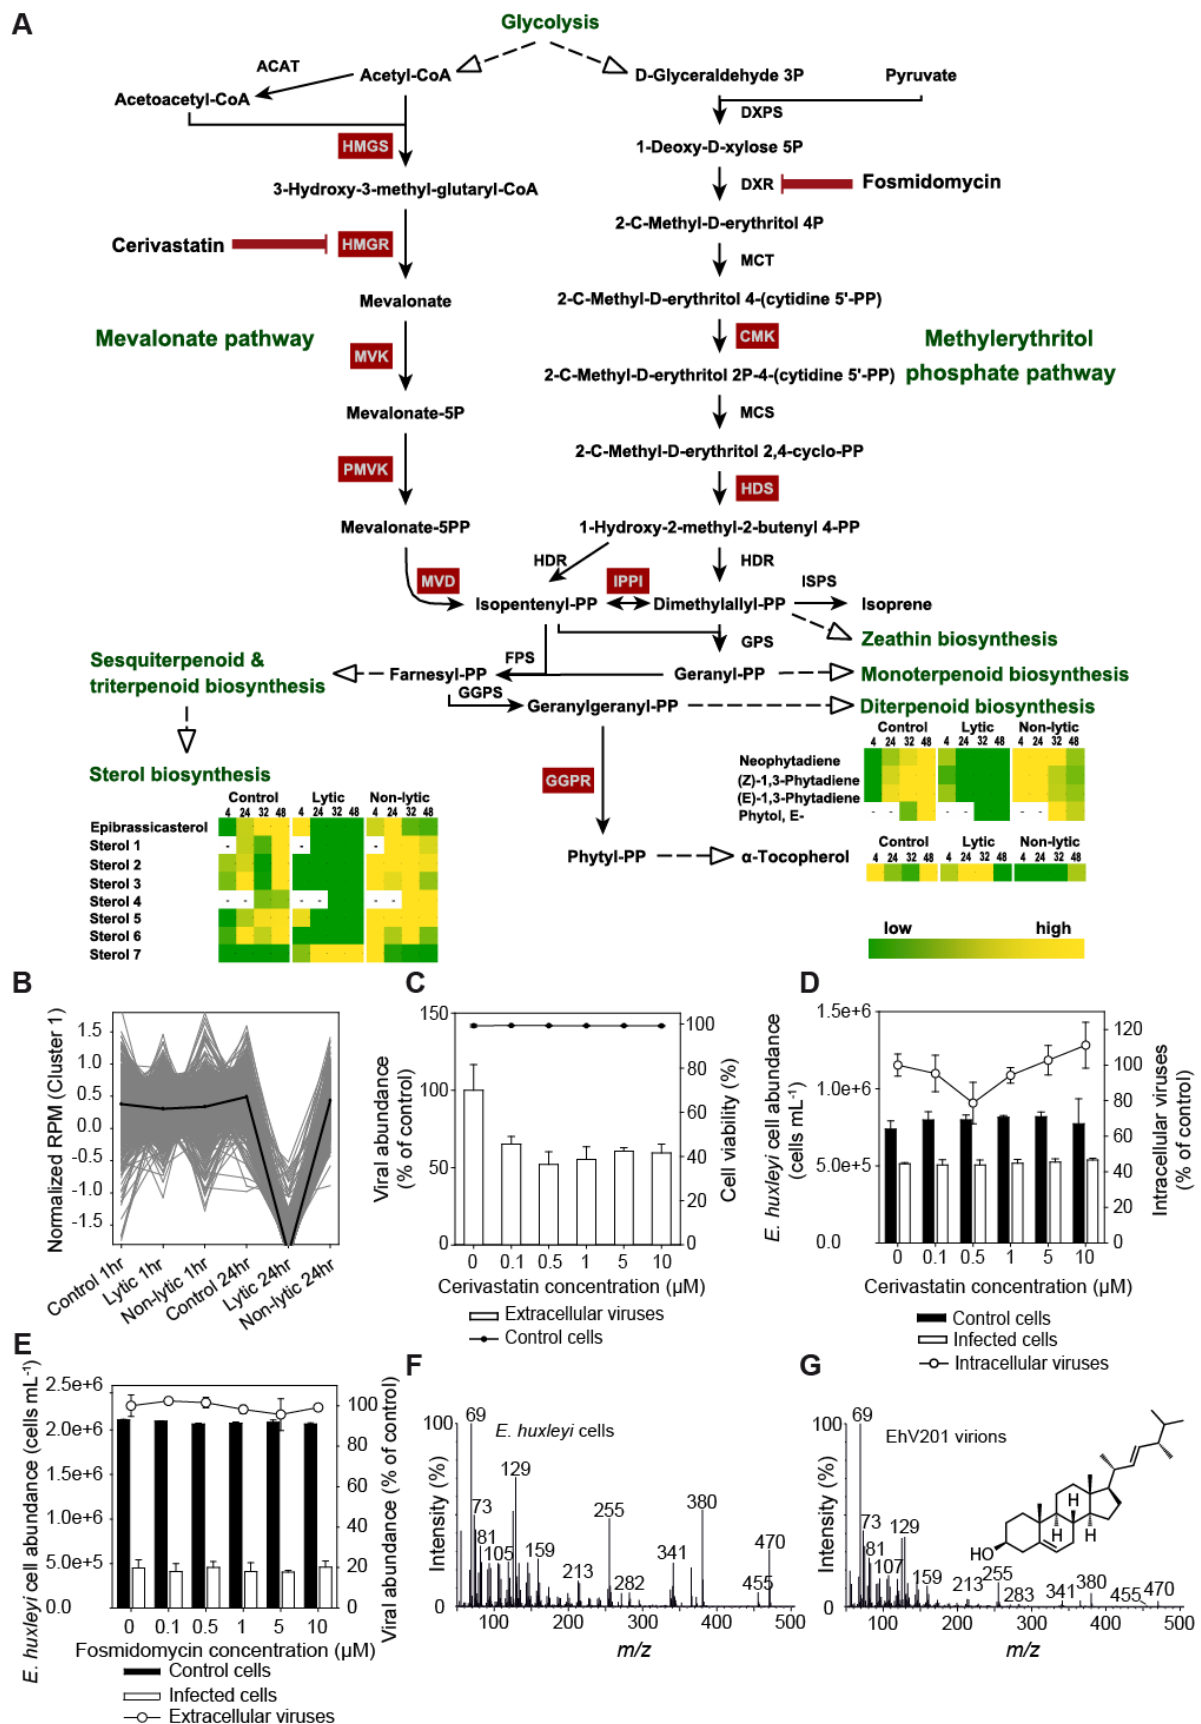 A
Glycolysis
ACAT
Acetyl-CoA
D-Glyceraldehyde 3P
Pyruvate
Acetoacetyl-CoA
DXPS
HMGS
1-Deoxy-D-xylose 5P
3-Hydroxy-3-methyl-glutaryl-CoA
DXR
Fosmidomycin
2-C-Methyl-D-erythritol 4P
Cerivastatin
HMGR
MCT
Mevalonate
2-C-Methyl-D-erythritol 4-(cytidine 5'-PP)
Mevalonate pathway
MVK
CMK
Methylerythritol
phosphate pathway
2-C-Methyl-D-erythritol 2P-4-(cytidine 5'-PP)
Mevalonate-5P
MCS
PMVK
2-C-Methyl-D-erythritol 2,4-cyclo-PP
HDS
Mevalonate-5PP
1-Hydroxy-2-methyl-2-butenyl 4-PP
HDR
HDR
MVD
IPPI
ISPS
Isopentenyl-PP
Dimethylallyl-PP
Isoprene
GPS
Zeathin biosynthesis
Sesquiterpenoid &
triterpenoid biosynthesis
FPS
Farnesyl-PP
Geranyl-PP
Monoterpenoid biosynthesis
GGPS
Geranylgeranyl-PP
Diterpenoid biosynthesis
Control Lytic Non-lytic
4 24 32 48 4 24 32 48 4 24 32 48
Neophytadiene
(Z)-1,3-Phytadiene
(E)-1,3-Phytadiene
Phytol, E-
Sterol biosynthesis
GGPR
Control Lytic Non-lytic
4 24 32 48 4 24 32 48 4 24 32 48
Epibrassicasterol
Sterol 1
Sterol 2
Sterol 3
Sterol 4
Sterol 5
Sterol 6
Sterol 7
Phytyl-PP
α-Tocopherol
Control Lytic Non-lytic
4 24 32 48 4 24 32 48 4 24 32 48
low high
B
Normalized RPM (Cluster 1)
1.5
1.0
0.5
0.0
-0.5
-1.0
-1.5
Control 1hr
Lytic 1hr
Non-lytic 1hr
Control 24hr
Lytic 24hr
Non-lytic 24hr
C
Viral abundance
(% of control)
150
100
50
0
Cell viability (%)
100
80
60
40
20
0
0 0.1 0.5 1 5 10
Cerivastatin concentration (µM)
Extracellular viruses
Control cells
D
E. huxleyi cell abundance
(cells mL-1)
1.5e+6
1.0e+6
5.0e+5
0.0
Intracellular viruses
(% of control)
120
100
80
60
40
20
0
0 0.1 0.5 1 5 10
Cerivastatin concentration (µM)
Control cells
Infected cells
Intracellular viruses
E
E. huxleyi cell abundance (cells mL-1)
2.5e+6
2.0e+6
1.5e+6
1.0e+6
5.0e+5
0.0
Viral abundance (% of control)
100
80
60
40
20
0
0 0.1 0.5 1 5 10
Fosmidomycin concentration (µM)
Control cells
Infected cells
Extracellular viruses
F
Intensity (%)
100
0
E. huxleyi cells
69
129
73
255
380
81
105
159
341
470
213
282
455
100 200 300 400 500
m/z
G
Intensity (%)
100
0
EhV201 virions
69
73
129
81
107
159
213
255
283
341
380
455
470
H
H
H
HO
100 200 300 400 500
m/z